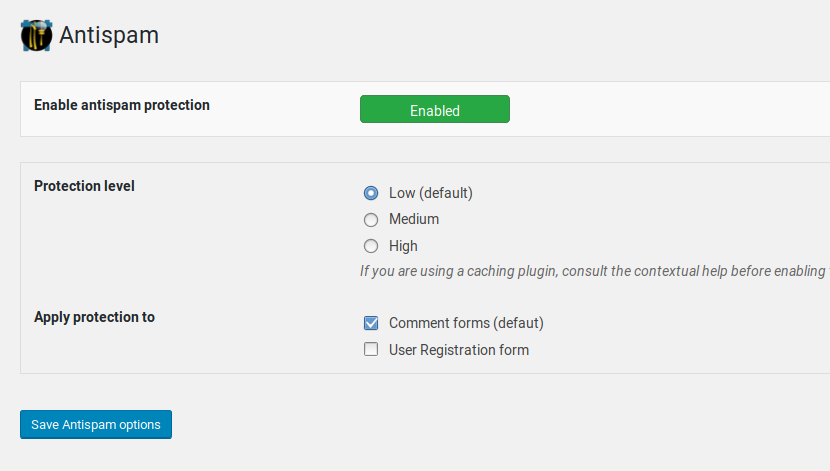 Antispam
Enable antispam protection
Enabled
Protection level
Low (default)
Medium
High
If you are using a caching plugin, consult the contextual help before enabling
Apply protection to
Comment forms (defaut)
User Registration form
Save Antispam options